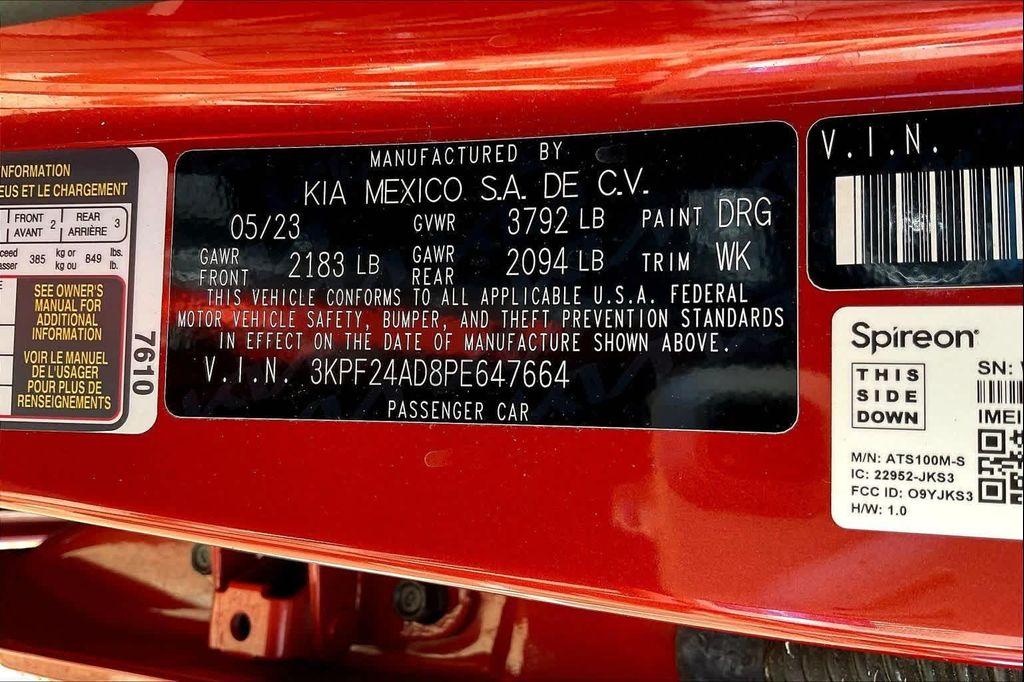 NFORMATION
EUS ET LE CHARGEMENT
FRONT 2 REAR 3
AVANT ARRIÈRE
385 kg or 849 lbs.
kg ou lb.
SEE OWNER'S
MANUAL FOR
ADDITIONAL
INFORMATION
VOIR LE MANUEL
DE L'USAGER
POUR PLUS DE
RENSEIGNEMENTS
7610
MANUFACTURED BY
KIA MEXICO S.A. DE C.V.
05/23 GVWR 3792 LB PAINT DRG
GAWR FRONT 2183 LB GAWR REAR 2094 LB TRIM WK
THIS VEHICLE CONFORMS TO ALL APPLICABLE U.S.A. FEDERAL
MOTOR VEHICLE SAFETY, BUMPER, AND THEFT PREVENTION STANDARDS
IN EFFECT ON THE DATE OF MANUFACTURE SHOWN ABOVE.
V.I.N. 3KPF24AD8PE647664
PASSENGER CAR
V.I.N.
Spireon
THIS
SIDE
DOWN
SN:
IMEI
M/N: ATS100M-S
IC: 22952-JKS3
FCC ID: O9YJKS3
H/W: 1.0